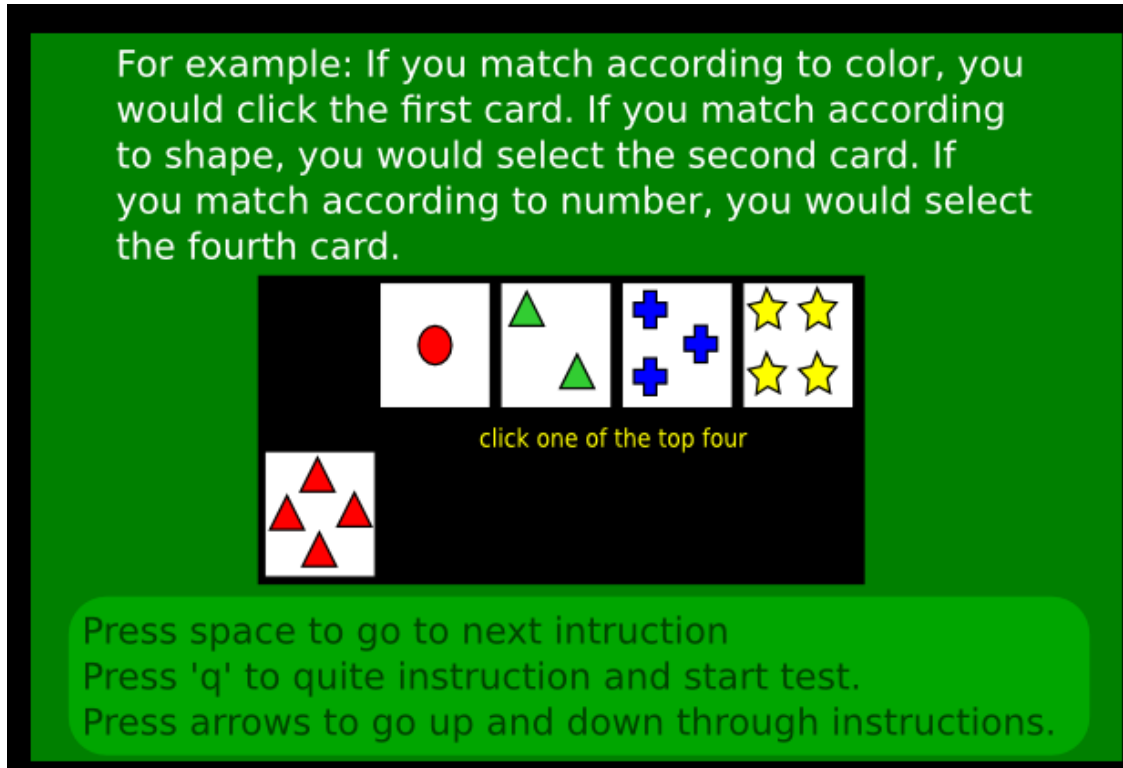 For example: If you match according to color, you
would click the first card. If you match according
to shape, you would select the second card. If
you match according to number, you would select
the fourth card.
click one of the top four
Press space to go to next intruction
Press 'q' to quite instruction and start test.
Press arrows to go up and down through instructions.